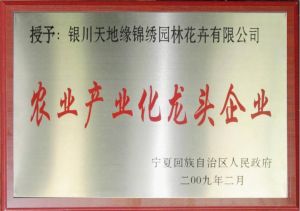 授予：银川天地缘锦绣园林花卉有限公司
农业产业化龙头企业
宁夏回族自治区人民政府
二00九年二月